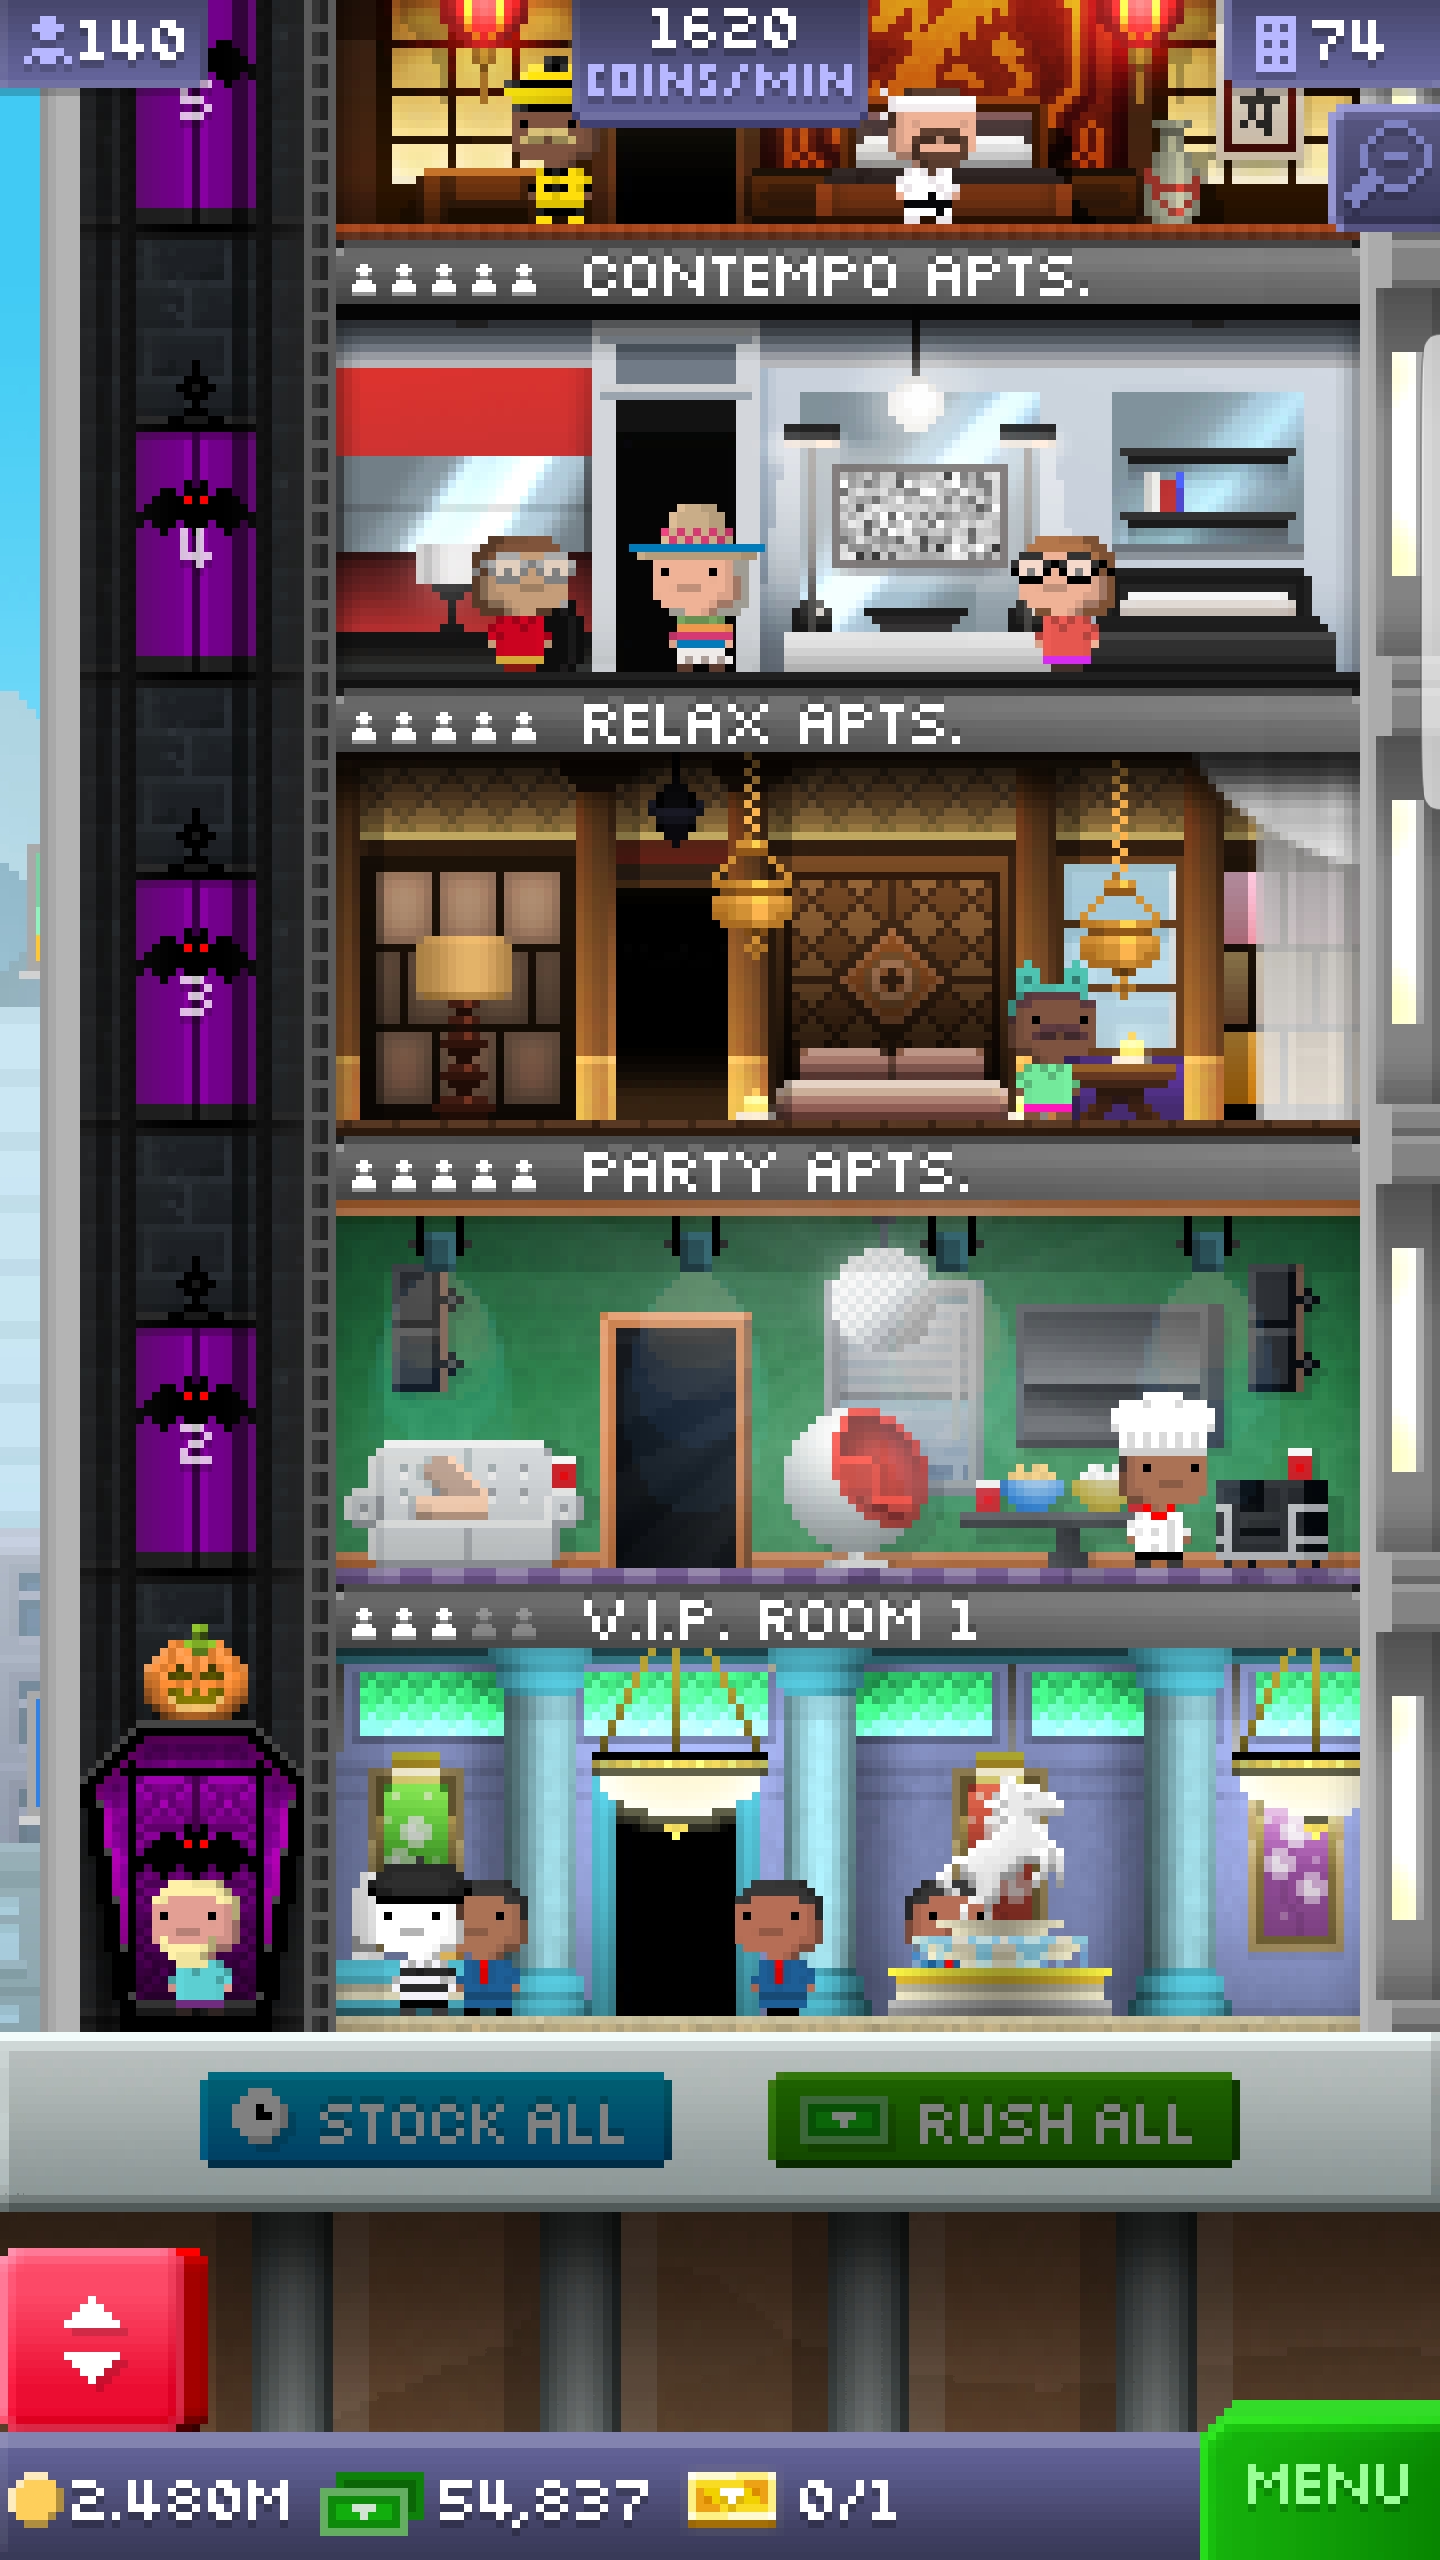 140
1620
COINS/MIN
74
5
CONTEMPO APTS.
4
RELAX APTS.
3
PARTY APTS.
2
V.I.P. ROOM 1
STOCK ALL
RUSH ALL
2.480M
54,837
0/1
MENU